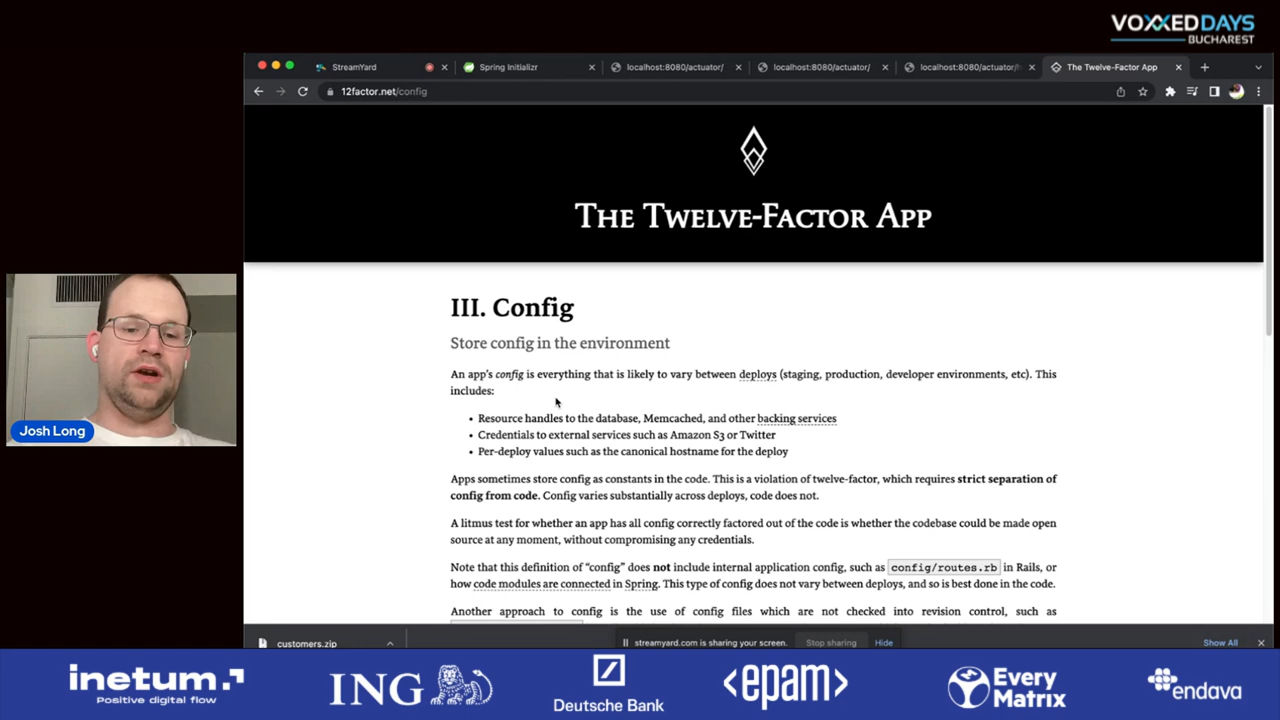 VOXXED DAYS
BUCHAREST
StreamYard
Spring Initializr
localhost:8080/actuator/
localhost:8080/actuator/
localhost:8080/actuator/
The Twelve-Factor App
12factor.net/config
THE TWELVE-FACTOR APP
III. Config
Store config in the environment
An app's config is everything that is likely to vary between deploys (staging, production, developer environments, etc). This
includes:
• Resource handles to the database, Memcached, and other backing services
• Credentials to external services such as Amazon S3 or Twitter
• Per-deploy values such as the canonical hostname for the deploy
Apps sometimes store config as constants in the code. This is a violation of twelve-factor, which requires strict separation of
config from code. Config varies substantially across deploys, code does not.
A litmus test for whether an app has all config correctly factored out of the code is whether the codebase could be made open
source at any moment, without compromising any credentials.
Note that this definition of “config” does not include internal application config, such as config/routes.rb in Rails, or
how code modules are connected in Spring. This type of config does not vary between deploys, and so is best done in the code.
Another approach to config is the use of config files which are not checked into revision control, such as
Josh Long
customers.zip
streamyard.com is sharing your screen.
Stop sharing
Hide
Show All
inetum.
Positive digital flow
ING
Deutsche Bank
<epam>
Every
Matrix
endava